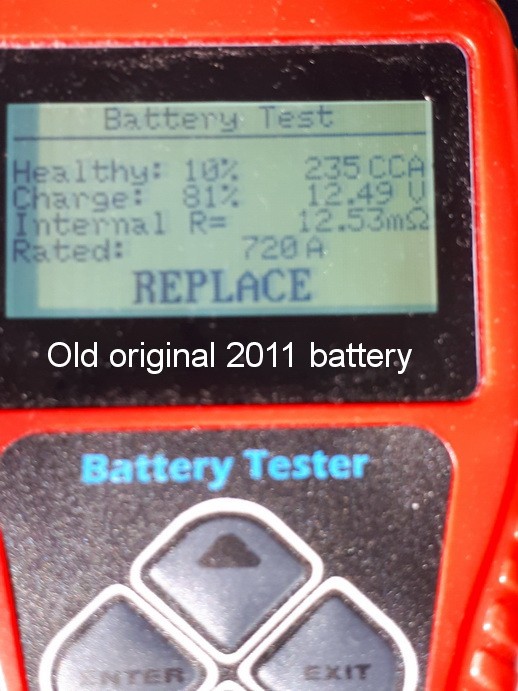 Battery Test
Healthy: 10% 235 CCA
Charge: 81% 12.49 V
Internal R= 12.53mΩ
Rated: 720 A
REPLACE
Old original 2011 battery
Battery Tester
ENTER EXIT